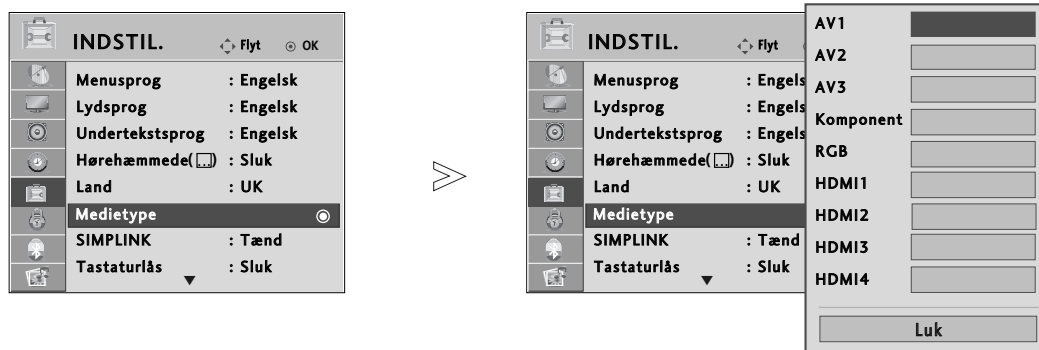 INDSTIL. Flyt OK
Menusprog : Engelsk
Lydsprog : Engelsk
Undertekstsprog : Engelsk
Hørehæmmede( ) : Sluk
Land : UK
Medietype
SIMPLINK : Tænd
Tastaturlås : Sluk
INDSTIL. Flyt
Menusprog : Engels
Lydsprog : Engels
Undertekstsprog : Engels
Hørehæmmede( ) : Sluk
Land : UK
Medietype
SIMPLINK : Tænd
Tastaturlås : Sluk
AV1
AV2
AV3
Komponent
RGB
HDMI1
HDMI2
HDMI3
HDMI4
Luk